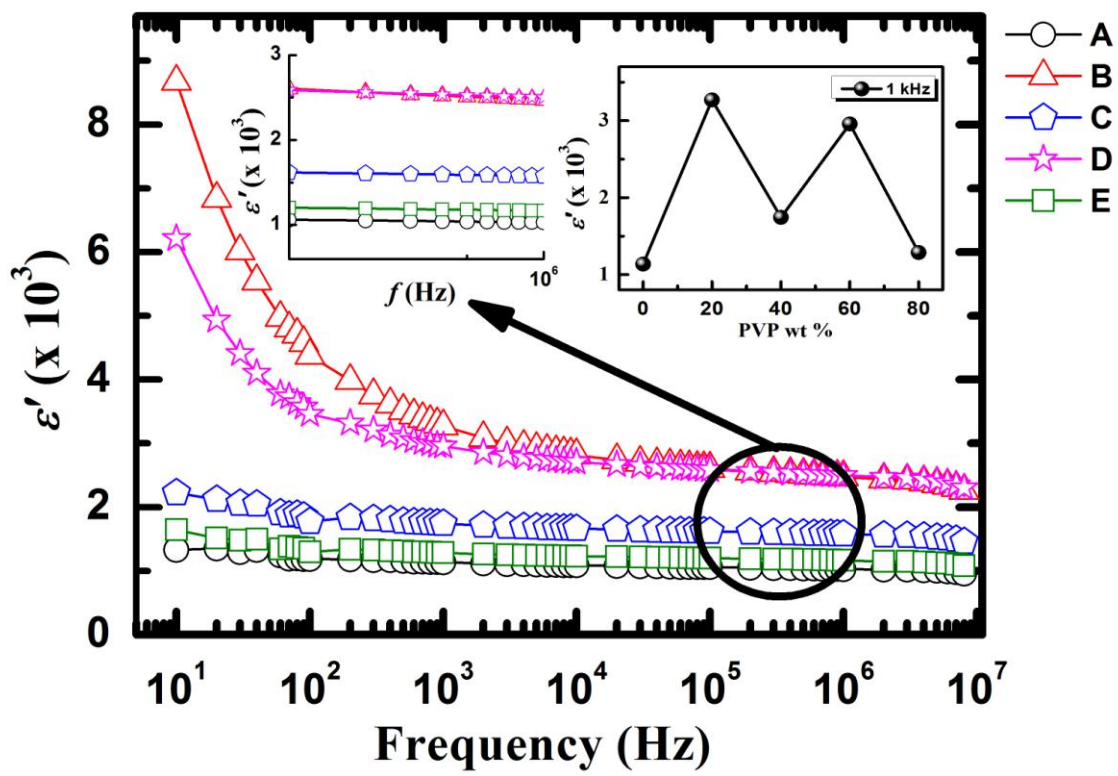 A
B
C
D
E
ε′ (x 10³)
8
6
4
2
0
10¹ 10² 10³ 10⁴ 10⁵ 10⁶ 10⁷
Frequency (Hz)
ε′ (x 10³)
3
2
1
10⁶
f (Hz)
1 kHz
ε′ (x 10³)
3
2
1
0 20 40 60 80
PVP wt %